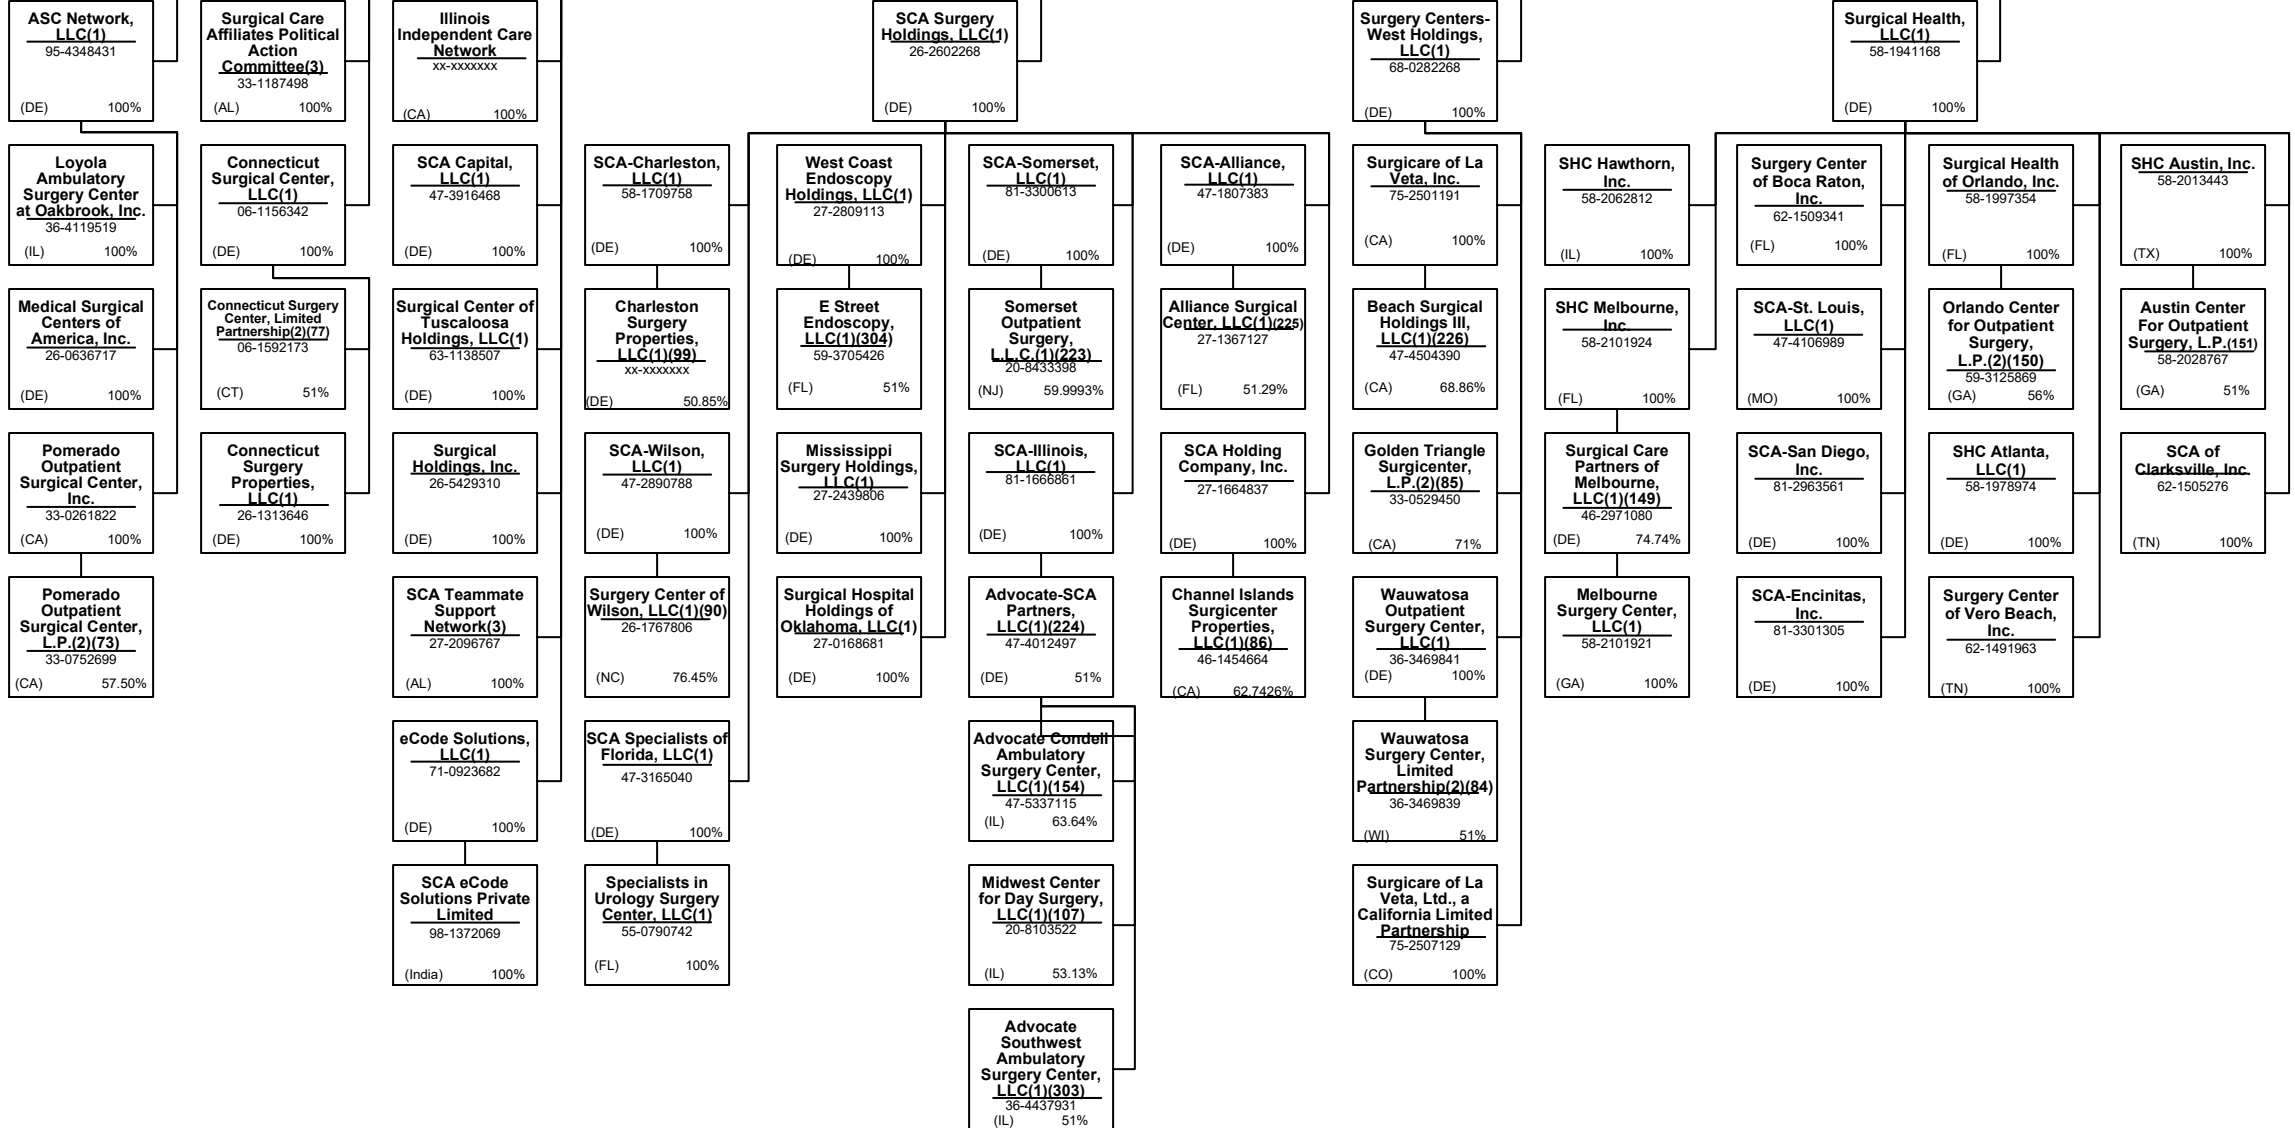 ASC Network,
LLC(1)
95-4348431
(DE) 100%
Surgical Care
Affiliates Political
Action
Committee(3)
33-1187498
(AL) 100%
Illinois
Independent Care
Network
xx-xxxxxxx
(CA) 100%
SCA Surgery
Holdings, LLC(1)
26-2602268
(DE) 100%
Surgery Centers-
West Holdings,
LLC(1)
68-0282268
(DE) 100%
Surgical Health,
LLC(1)
58-1941168
(DE) 100%
Loyola
Ambulatory
Surgery Center
at Oakbrook, Inc.
36-4119519
(IL) 100%
Connecticut
Surgical Center,
LLC(1)
06-1156342
(DE) 100%
SCA Capital,
LLC(1)
47-3916468
(DE) 100%
SCA-Charleston,
LLC(1)
58-1709758
(DE) 100%
West Coast
Endoscopy
Holdings, LLC(1)
27-2809113
(DE) 100%
SCA-Somerset,
LLC(1)
81-3300613
(DE) 100%
SCA-Alliance,
LLC(1)
47-1807383
(DE) 100%
Surgicare of La
Veta, Inc.
75-2501191
(CA) 100%
SHC Hawthorn,
Inc.
58-2062812
(IL) 100%
Surgery Center
of Boca Raton,
Inc.
62-1509341
(FL) 100%
Surgical Health
of Orlando, Inc.
58-1997354
(FL) 100%
SHC Austin, Inc.
58-2013443
(TX) 100%
Medical Surgical
Centers of
America, Inc.
26-0636717
(DE) 100%
Connecticut Surgery
Center, Limited
Partnership(2)(77)
06-1592173
(CT) 51%
Surgical Center of
Tuscaloosa
Holdings, LLC(1)
63-1138507
(DE) 100%
Charleston
Surgery
Properties,
LLC(1)(99)
xx-xxxxxxx
(DE) 50.85%
E Street
Endoscopy,
LLC(1)(304)
59-3705426
(FL) 51%
Somerset
Outpatient
Surgery,
L.L.C.(1)(223)
20-8433398
(NJ) 59.9993%
Alliance Surgical
Center, LLC(1)(225)
27-1367127
(FL) 51.29%
Beach Surgical
Holdings III,
LLC(1)(226)
47-4504390
(CA) 68.86%
SHC Melbourne,
Inc.
58-2101924
(FL) 100%
SCA-St. Louis,
LLC(1)
47-4106989
(MO) 100%
Orlando Center
for Outpatient
Surgery,
L.P.(2)(150)
59-3125869
(GA) 56%
Austin Center
For Outpatient
Surgery, L.P.(151)
58-2028767
(GA) 51%
Pomerado
Outpatient
Surgical Center,
Inc.
33-0261822
(CA) 100%
Connecticut
Surgery
Properties,
LLC(1)
26-1313646
(DE) 100%
Surgical
Holdings, Inc.
26-5429310
(DE) 100%
SCA-Wilson,
LLC(1)
47-2890788
(DE) 100%
Mississippi
Surgery Holdings,
LLC(1)
27-2439806
(DE) 100%
SCA-Illinois,
LLC(1)
81-1666861
(DE) 100%
SCA Holding
Company, Inc.
27-1664837
(DE) 100%
Golden Triangle
Surgicenter,
L.P.(2)(85)
33-0529450
(CA) 71%
Surgical Care
Partners of
Melbourne,
LLC(1)(149)
46-2971080
(DE) 74.74%
SCA-San Diego,
Inc.
81-2963561
(DE) 100%
SHC Atlanta,
LLC(1)
58-1978974
(DE) 100%
SCA of
Clarksville, Inc.
62-1505276
(TN) 100%
Pomerado
Outpatient
Surgical Center,
L.P.(2)(73)
33-0752699
(CA) 57.50%
SCA Teammate
Support
Network(3)
27-2096767
(AL) 100%
Surgery Center of
Wilson, LLC(1)(90)
26-1767806
(NC) 76.45%
Surgical Hospital
Holdings of
Oklahoma, LLC(1)
27-0168681
(DE) 100%
Advocate-SCA
Partners,
LLC(1)(224)
47-4012497
(DE) 51%
Channel Islands
Surgicenter
Properties,
LLC(1)(86)
46-1454664
(CA) 62.7426%
Wauwatosa
Outpatient
Surgery Center,
LLC(1)
36-3469841
(DE) 100%
Melbourne
Surgery Center,
LLC(1)
58-2101921
(GA) 100%
SCA-Encinitas,
Inc.
81-3301305
(DE) 100%
Surgery Center
of Vero Beach,
Inc.
62-1491963
(TN) 100%
eCode Solutions,
LLC(1)
71-0923682
(DE) 100%
SCA Specialists of
Florida, LLC(1)
47-3165040
(DE) 100%
Advocate Condell
Ambulatory
Surgery Center,
LLC(1)(154)
47-5337115
(IL) 63.64%
Wauwatosa
Surgery Center,
Limited
Partnership(2)(84)
36-3469839
(WI) 51%
SCA eCode
Solutions Private
Limited
98-1372069
(India) 100%
Specialists in
Urology Surgery
Center, LLC(1)
55-0790742
(FL) 100%
Midwest Center
for Day Surgery,
LLC(1)(107)
20-8103522
(IL) 53.13%
Surgicare of La
Veta, Ltd., a
California Limited
Partnership
75-2507129
(CO) 100%
Advocate
Southwest
Ambulatory
Surgery Center,
LLC(1)(303)
36-4437931
(IL) 51%